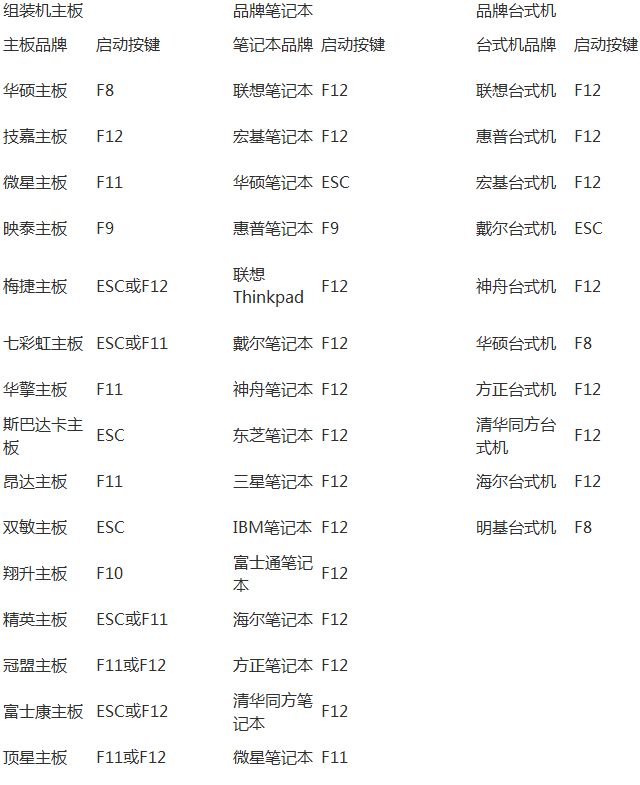 组装机主板 品牌笔记本 品牌台式机
主板品牌 启动按键 笔记本品牌 启动按键 台式机品牌 启动按键
华硕主板 F8 联想笔记本 F12 联想台式机 F12
技嘉主板 F12 宏基笔记本 F12 惠普台式机 F12
微星主板 F11 华硕笔记本 ESC 宏基台式机 F12
映泰主板 F9 惠普笔记本 F9 戴尔台式机 ESC
梅捷主板 ESC或F12 联想
Thinkpad F12 神舟台式机 F12
七彩虹主板 ESC或F11 戴尔笔记本 F12 华硕台式机 F8
华擎主板 F11 神舟笔记本 F12 方正台式机 F12
斯巴达卡主
板 ESC 东芝笔记本 F12 清华同方台
式机 F12
昂达主板 F11 三星笔记本 F12 海尔台式机 F12
双敏主板 ESC IBM笔记本 F12 明基台式机 F8
翔升主板 F10 富士通笔记
本 F12
精英主板 ESC或F11 海尔笔记本 F12
冠盟主板 F11或F12 方正笔记本 F12
富士康主板 ESC或F12 清华同方笔
记本 F12
顶星主板 F11或F12 微星笔记本 F11